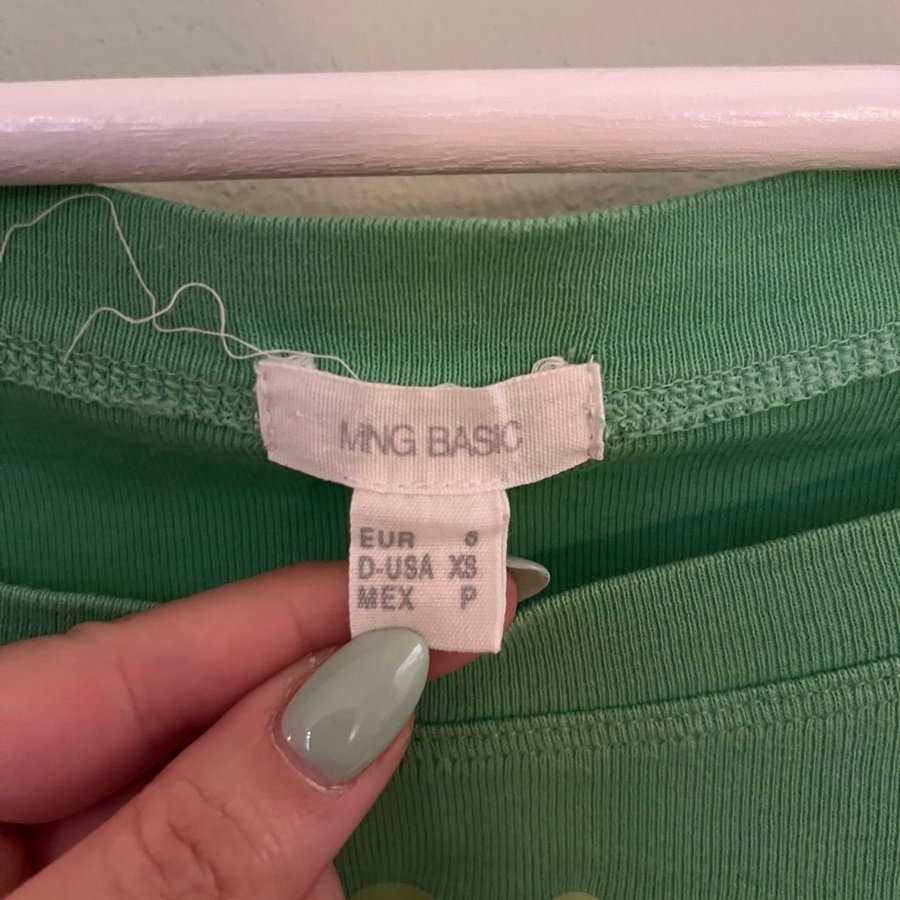 MNG BASIC
EUR S
D-USA XS
MEX P